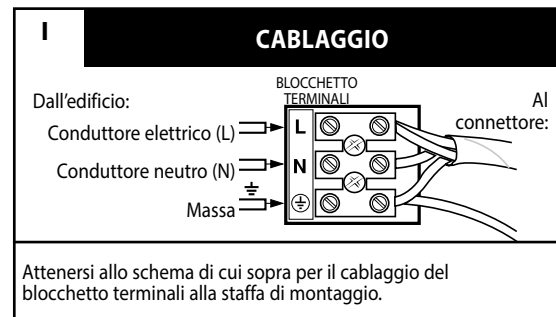 I
CABLAGGIO
BLOCCHETTO
TERMINALI
Dall'edificio:
Al
connettore:
Conduttore elettrico (L)
L
Conduttore neutro (N)
N
Massa
Attenersi allo schema di cui sopra per il cablaggio del
blocchetto terminali alla staffa di montaggio.